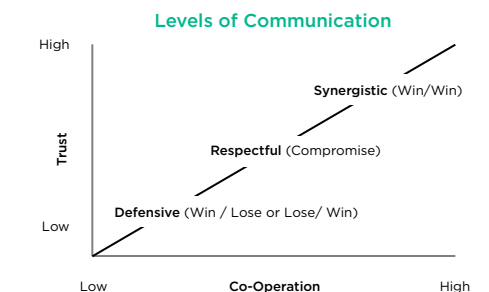 Levels of Communication
High
Synergistic (Win/Win)
Trust
Respectful (Compromise)
Defensive (Win / Lose or Lose/ Win)
Low
Low Co-Operation High